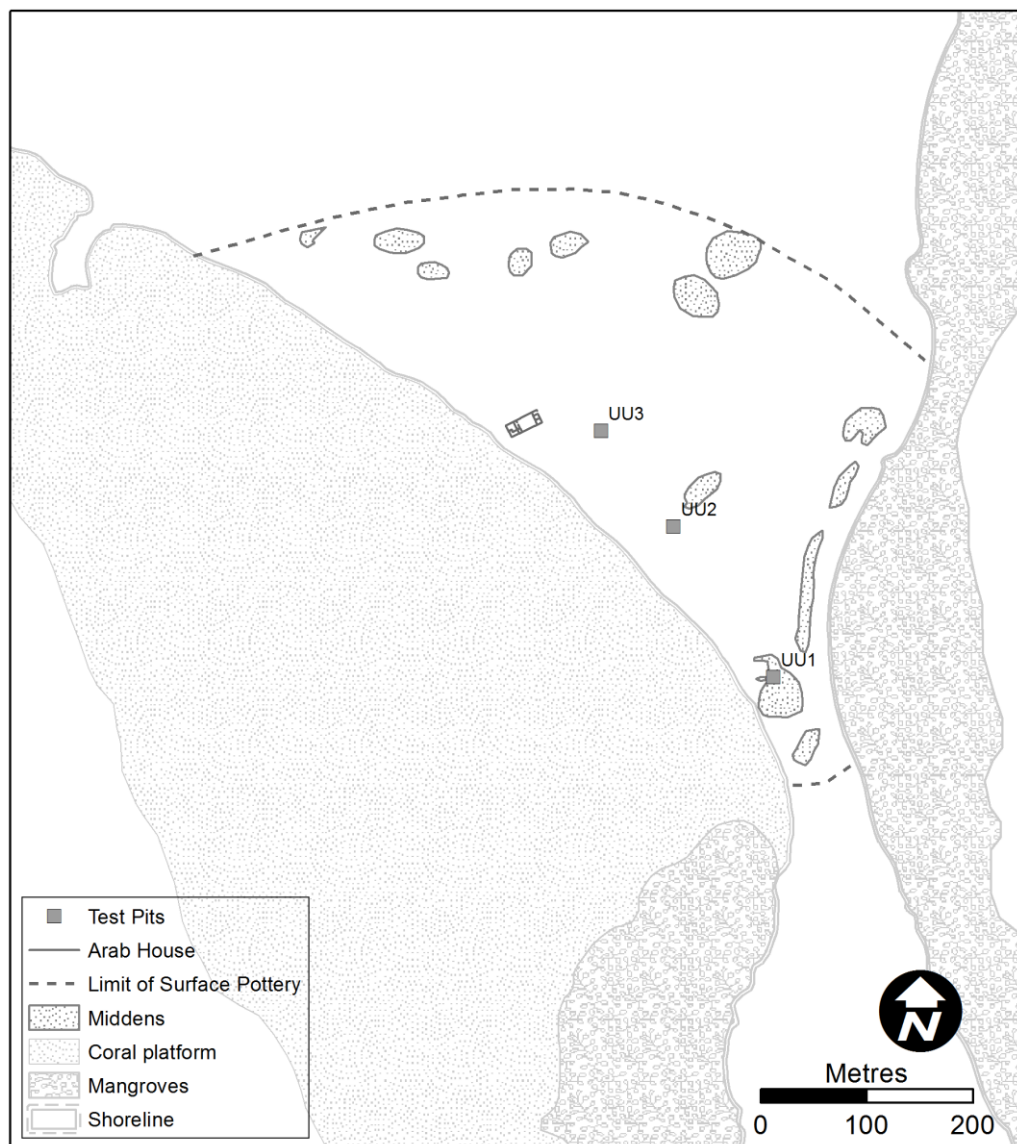 UU3
UU2
UU1
Test Pits
Arab House
Limit of Surface Pottery
Middens
Coral platform
Mangroves
Shoreline
N
Metres
0 100 200